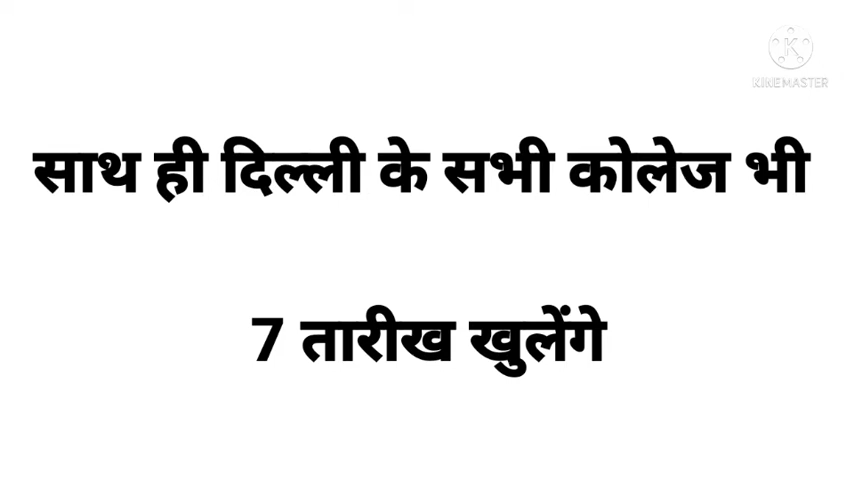 KINEMASTER
साथ ही दिल्ली के सभी कोलेज भी
7 तारीख खुलेंगे